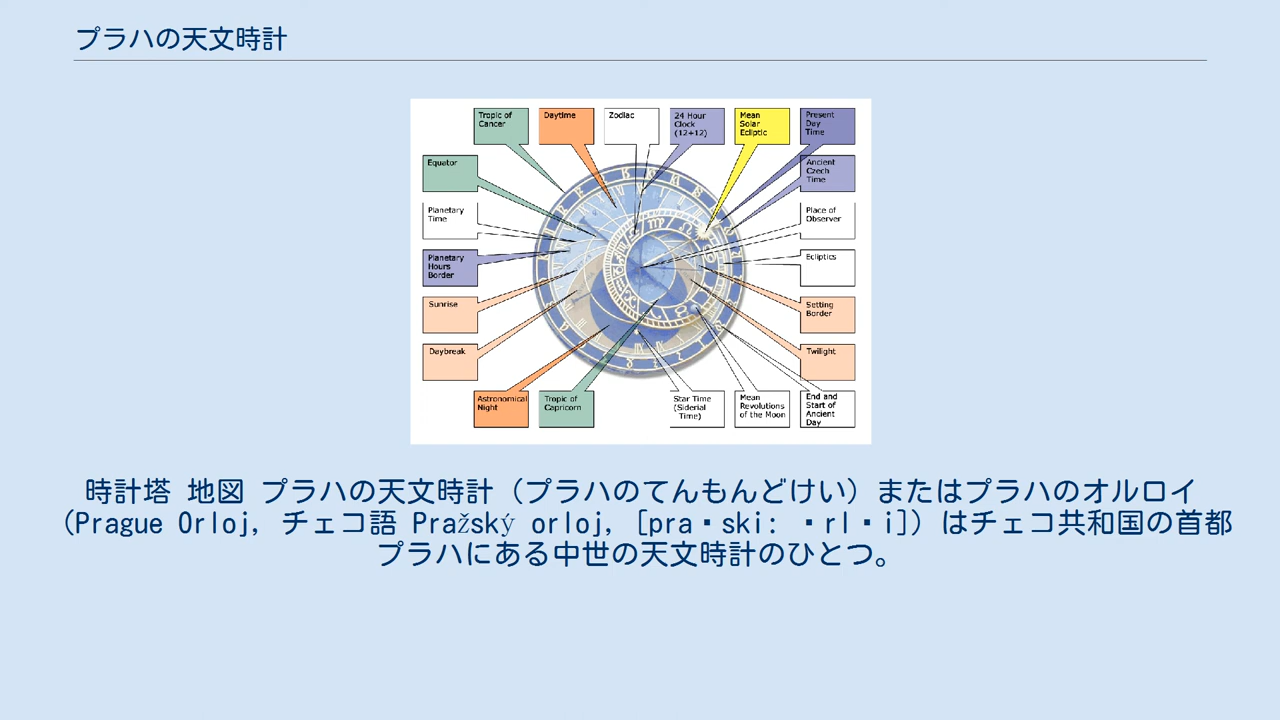 プラハの天文時計
Tropic of
Cancer
Daytime
Zodiac
24 Hour
Clock
(12+12)
Mean
Solar
Ecliptic
Present
Day
Time
Equator
Ancient
Czech
Time
Planetary
Time
Place of
Observer
Planetary
Hours
Border
Ecliptics
Sunrise
Setting
Border
Daybreak
Twilight
Astronomical
Night
Tropic of
Capricorn
Star Time
(Siderial
Time)
Mean
Revolutions
of the Moon
End and
Start of
Ancient
Day
時計塔 地図 プラハの天文時計（プラハのてんもんどけい）またはプラハのオルロイ
（Prague Orloj, チェコ語 Pražský orloj, [pra・ski: ・rl・i]）はチェコ共和国の首都
プラハにある中世の天文時計のひとつ。